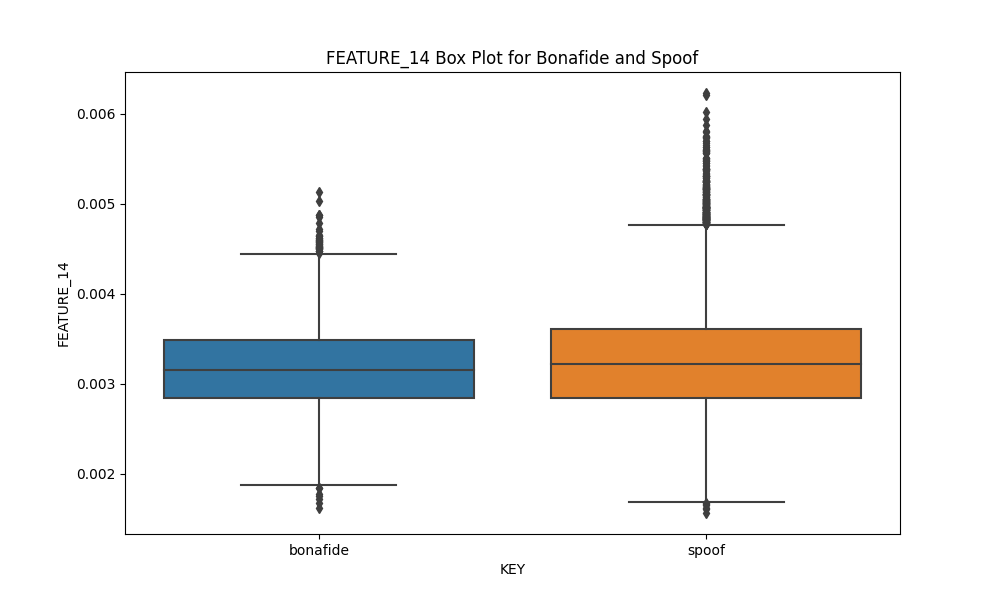 FEATURE_14 Box Plot for Bonafide and Spoof
0.006
0.005
0.004
0.003
0.002
FEATURE_14
bonafide
spoof
KEY